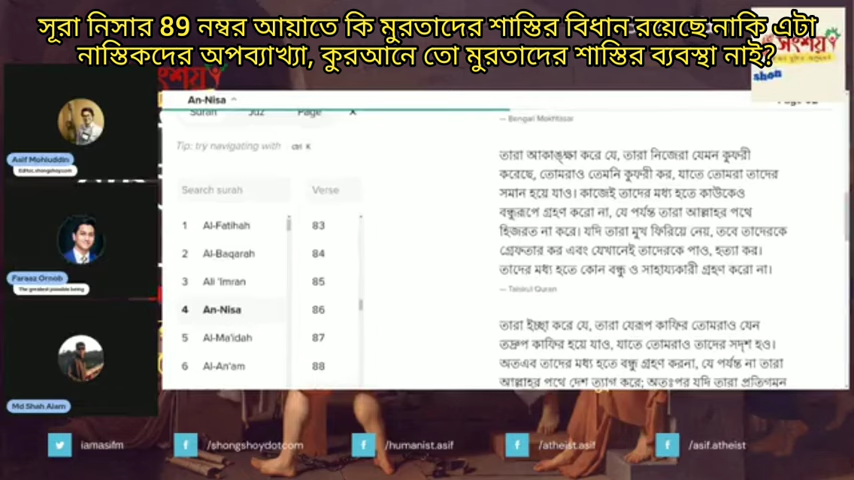 সূরা নিসার 89 নম্বর আয়াতে কি মুরতাদের শাস্তির বিধান রয়েছে নাকি এটা
নাস্তিকদের অপব্যাখ্যা, কুরআনে তো মুরতাদের শাস্তির ব্যবস্থা নাই?
সংশয়
shon
An-Nisa
Surah Juz Page
Tip: try navigating with ctrl K
Search surah Verse
1 Al-Fatihah 83
2 Al-Baqarah 84
3 Ali 'Imran 85
4 An-Nisa 86
5 Al-Ma'idah 87
6 Al-An'am 88
— Bengali Mokhtasar
তারা আকাঙ্ক্ষা করে যে, তারা নিজেরা যেমন কুফরী
করেছে, তোমরাও তেমনি কুফরী কর, যাতে তোমরা তাদের
সমান হয়ে যাও। কাজেই তাদের মধ্য হতে কাউকেও
বন্ধুরূপে গ্রহণ করো না, যে পর্যন্ত তারা আল্লাহর পথে
হিজরত না করে। যদি তারা মুখ ফিরিয়ে নেয়, তবে তাদেরকে
গ্রেফতার কর এবং যেখানেই তাদেরকে পাও, হত্যা কর।
তাদের মধ্য হতে কোন বন্ধু ও সাহায্যকারী গ্রহণ করো না।
— Taisirul Quran
তারা ইচ্ছা করে যে, তারা যেরূপ কাফির তোমরাও যেন
তদ্রুপ কাফির হয়ে যাও, যাতে তোমরাও তাদের সদৃশ হও।
অতএব তাদের মধ্য হতে বন্ধু গ্রহণ করনা, যে পর্যন্ত না তারা
আল্লাহর পথে দেশ ত্যাগ করে; অতঃপর যদি তারা প্রতিগমন
Asif Mohiuddin
Editor, shongshoy.com
Faraaz Ornob
The greatest possible being
Md Shah Alam
iamasifm
/shongshoydotcom
/humanist.asif
/atheist.asif
/asif.atheist